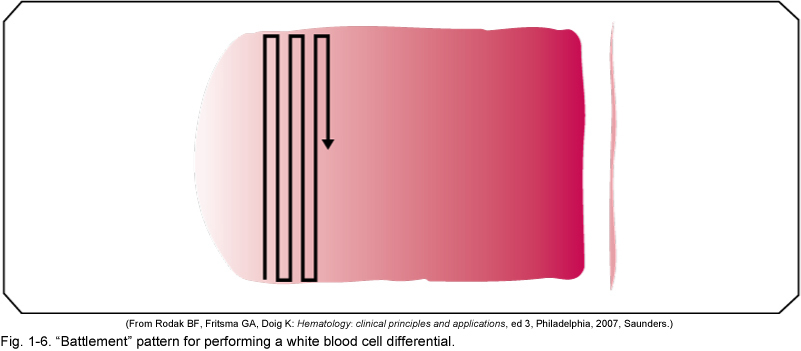 (From Rodak BF, Fritsma GA, Doig K: Hematology: clinical principles and applications, ed 3, Philadelphia, 2007, Saunders.)
Fig. 1-6. “Battlement” pattern for performing a white blood cell differential.